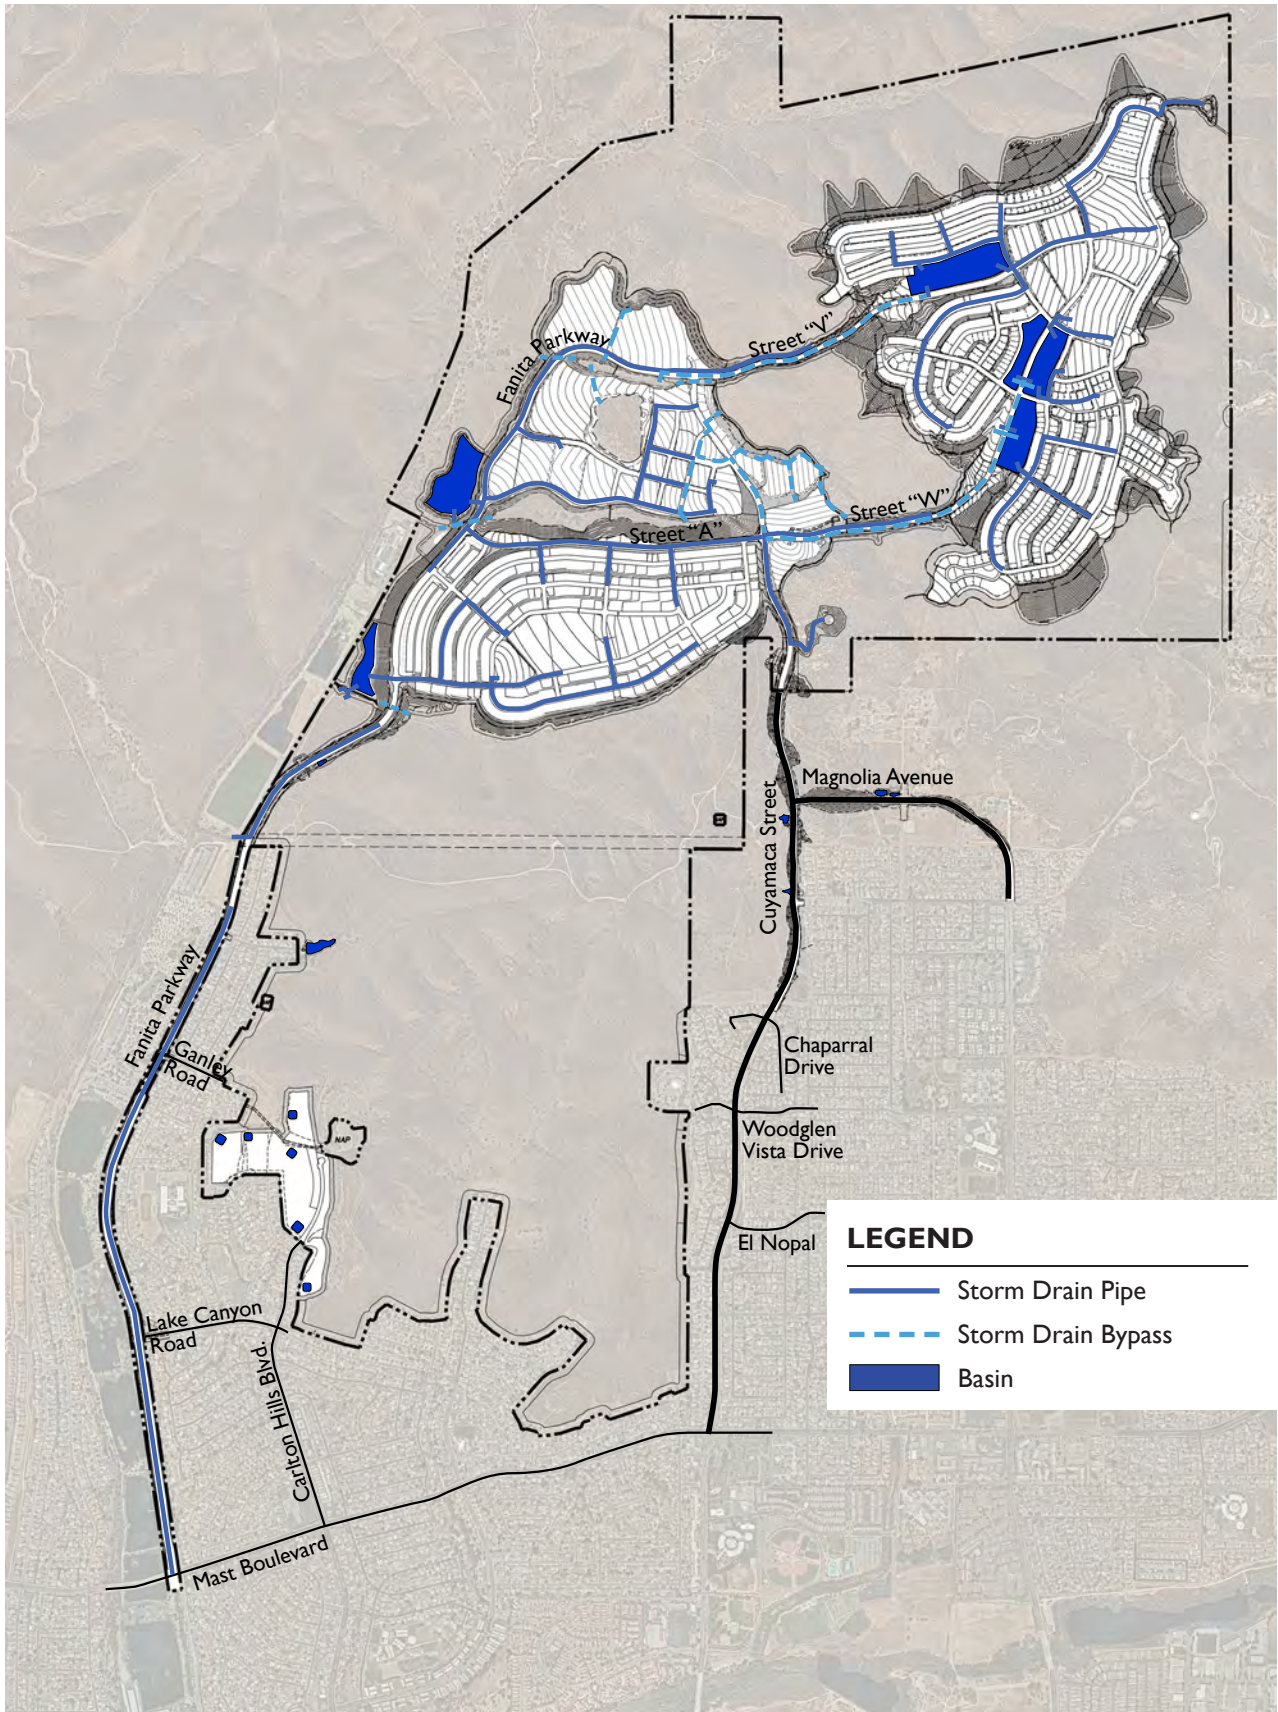 Street “V”
Fanita Parkway
Street “W”
Street “A”
Magnolia Avenue
Cuyamaca Street
Fanita Parkway
Ganley
Road
Chaparral
Drive
NAP
Woodglen
Vista Drive
El Nopal
Lake Canyon
Road
Carlton Hills Blvd.
Mast Boulevard
LEGEND
Storm Drain Pipe
Storm Drain Bypass
Basin